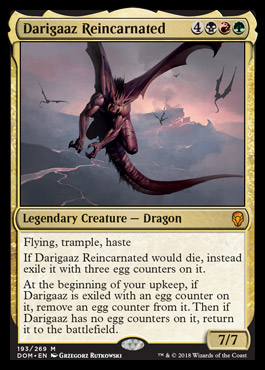 Darigaaz Reincarnated 4
Legendary Creature — Dragon
Flying, trample, haste
If Darigaaz Reincarnated would die, instead
exile it with three egg counters on it.
At the beginning of your upkeep, if
Darigaaz is exiled with an egg counter on
it, remove an egg counter from it. Then if
Darigaaz has no egg counters on it, return
it to the battlefield.
7/7
193/269 M
DOM • EN Grzegorz Rutkowski
™ & © 2018 Wizards of the Coast